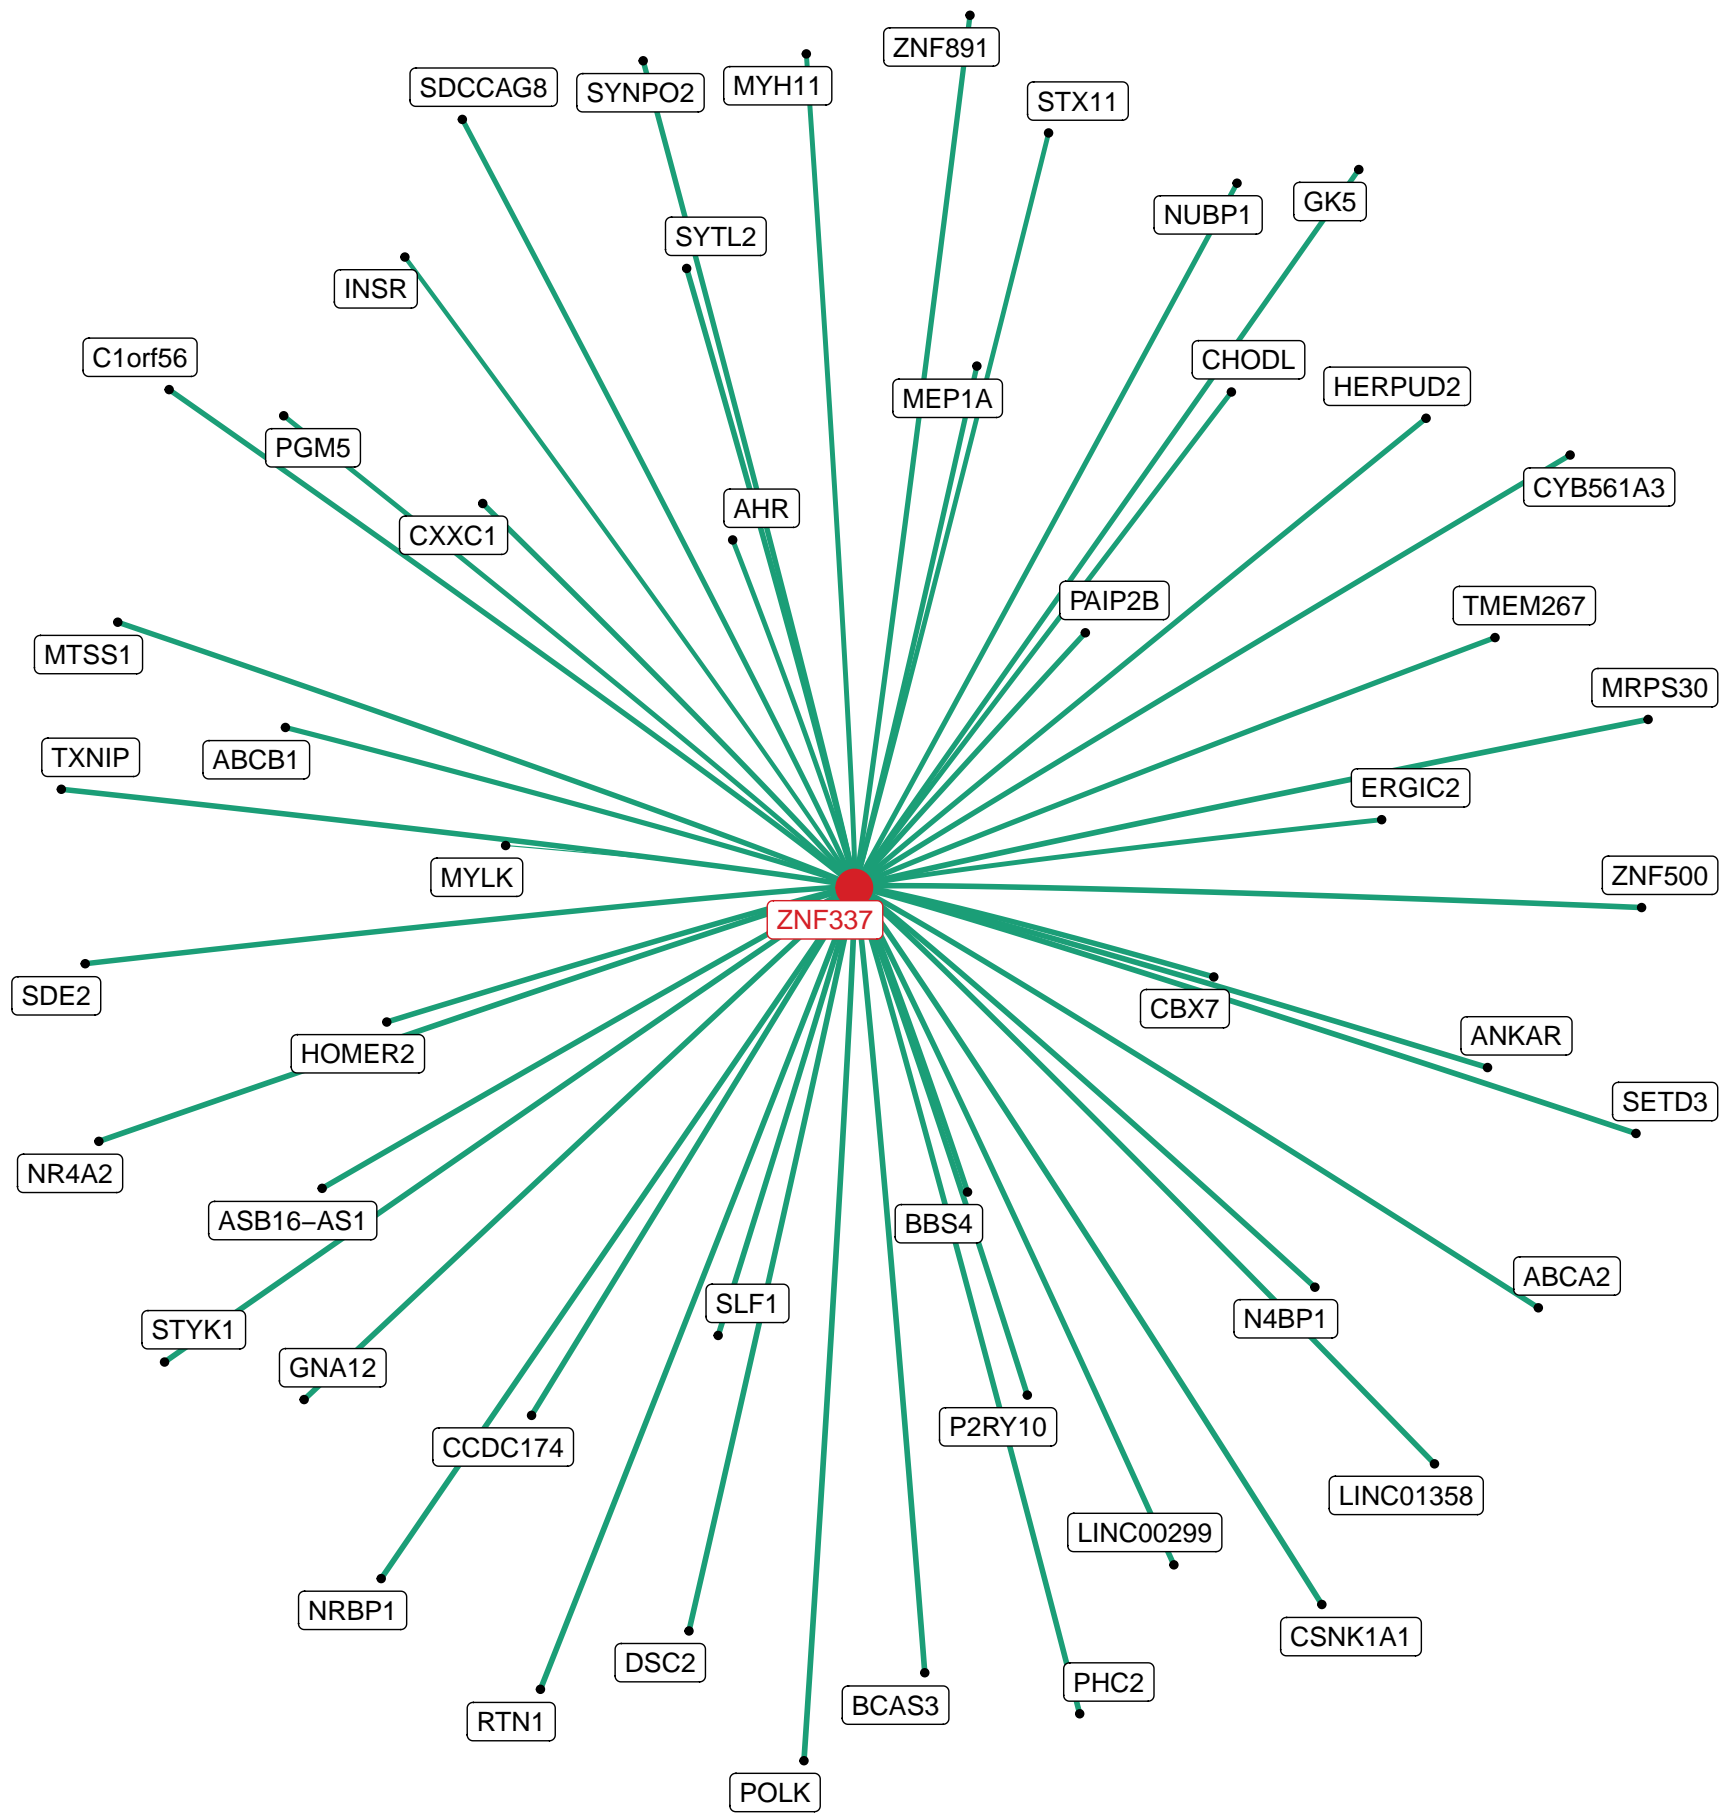 ZNF891
SDCCAG8
SYNPO2
MYH11
STX11
GK5
NUBP1
SYTL2
INSR
C1orf56
CHODL
HERPUD2
MEP1A
PGM5
CYB561A3
AHR
CXXC1
PAIP2B
TMEM267
MTSS1
MRPS30
TXNIP
ABCB1
ERGIC2
MYLK
ZNF500
ZNF337
SDE2
CBX7
ANKAR
HOMER2
SETD3
NR4A2
ASB16–AS1
BBS4
ABCA2
SLF1
N4BP1
STYK1
GNA12
P2RY10
CCDC174
LINC01358
LINC00299
NRBP1
CSNK1A1
DSC2
PHC2
BCAS3
RTN1
POLK